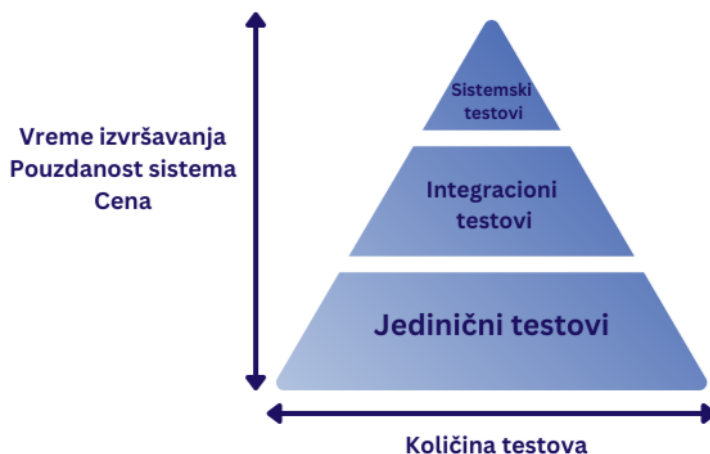 Sistemski
testovi
Vreme izvršavanja
Pouzdanost sistema
Cena
Integracioni
testovi
Jedinični testovi
Količina testova